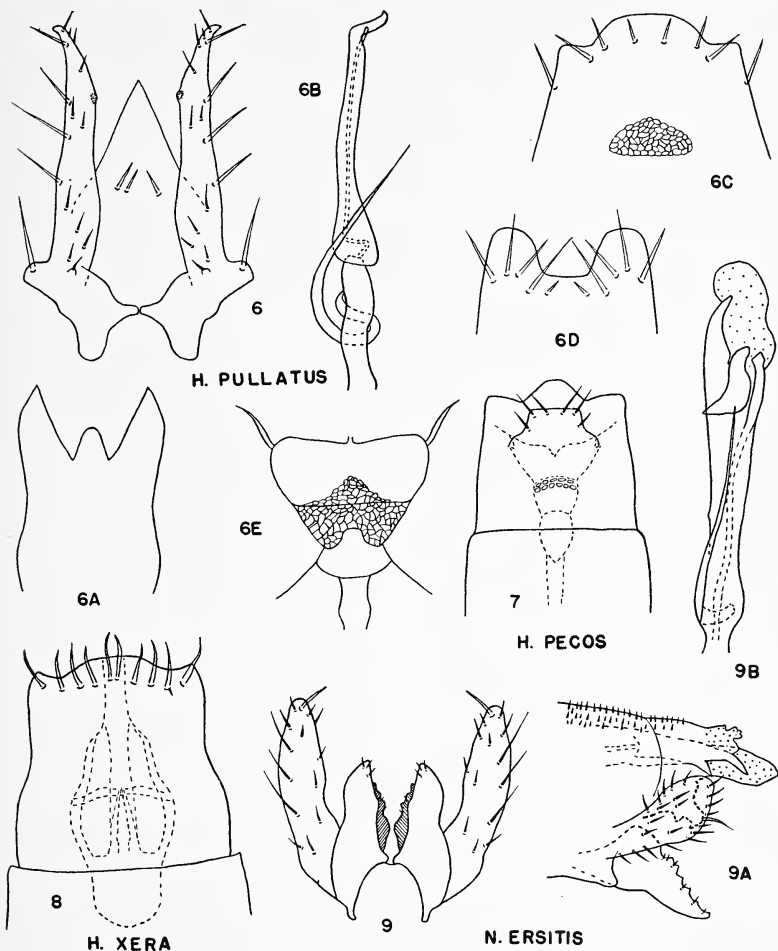 6B
6C
6
6D
H. PULLATUS
6A
6E
7
H. PECOS
9B
8
H. XERA
9
9A
N. ERSITIS